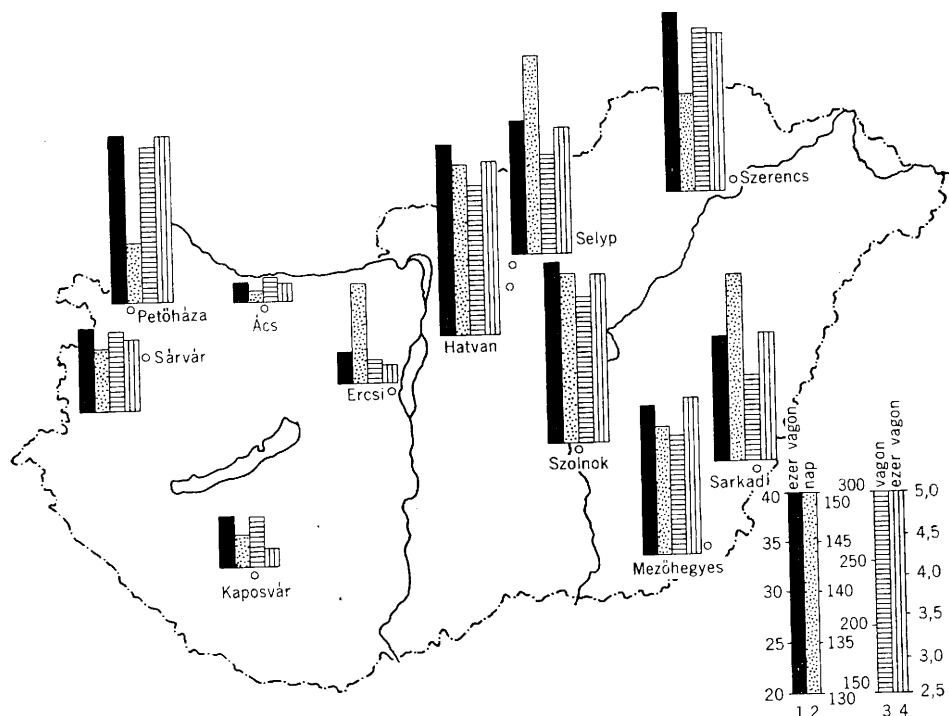 Szerencs
Selyp
Petőháza
Ács
Hatvan
Sárvár
Ercsi
Szolnok
Sarkadi
Mezőhegyes
Kaposvár
ezer vagon
nap
vagon
ezer vagon
40 300 150 5,0
35 145 250 4,5
30 140 4,0
25 200 135 3,5
3,0
20 150 130 2,5
1 2 3 4